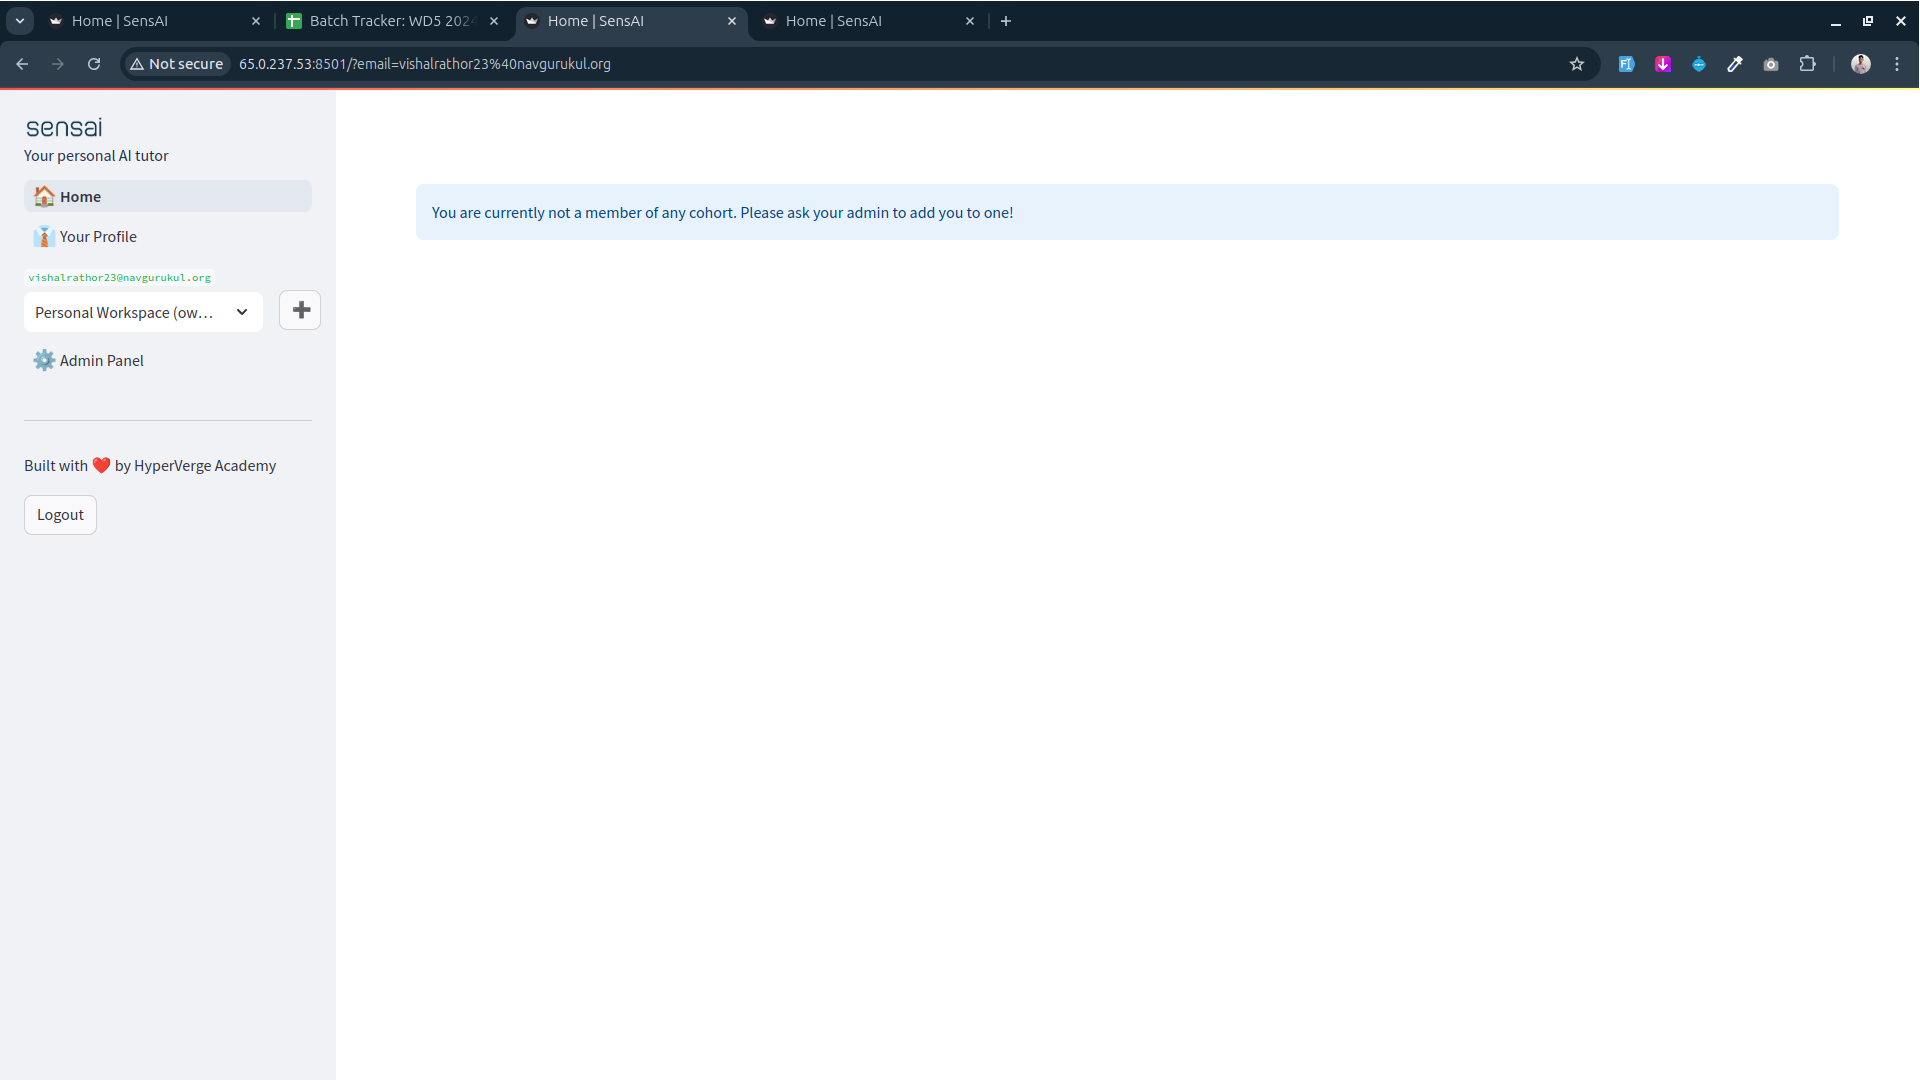 Home | SensAI
Batch Tracker: WD5 2024
Home | SensAI
Home | SensAI
Not secure
65.0.237.53:8501/?email=vishalrathor23%40navgurukul.org
sensai
Your personal AI tutor
Home
Your Profile
vishalrathor23@navgurukul.org
Personal Workspace (ow...
Admin Panel
Built with ❤️ by HyperVerge Academy
Logout
You are currently not a member of any cohort. Please ask your admin to add you to one!